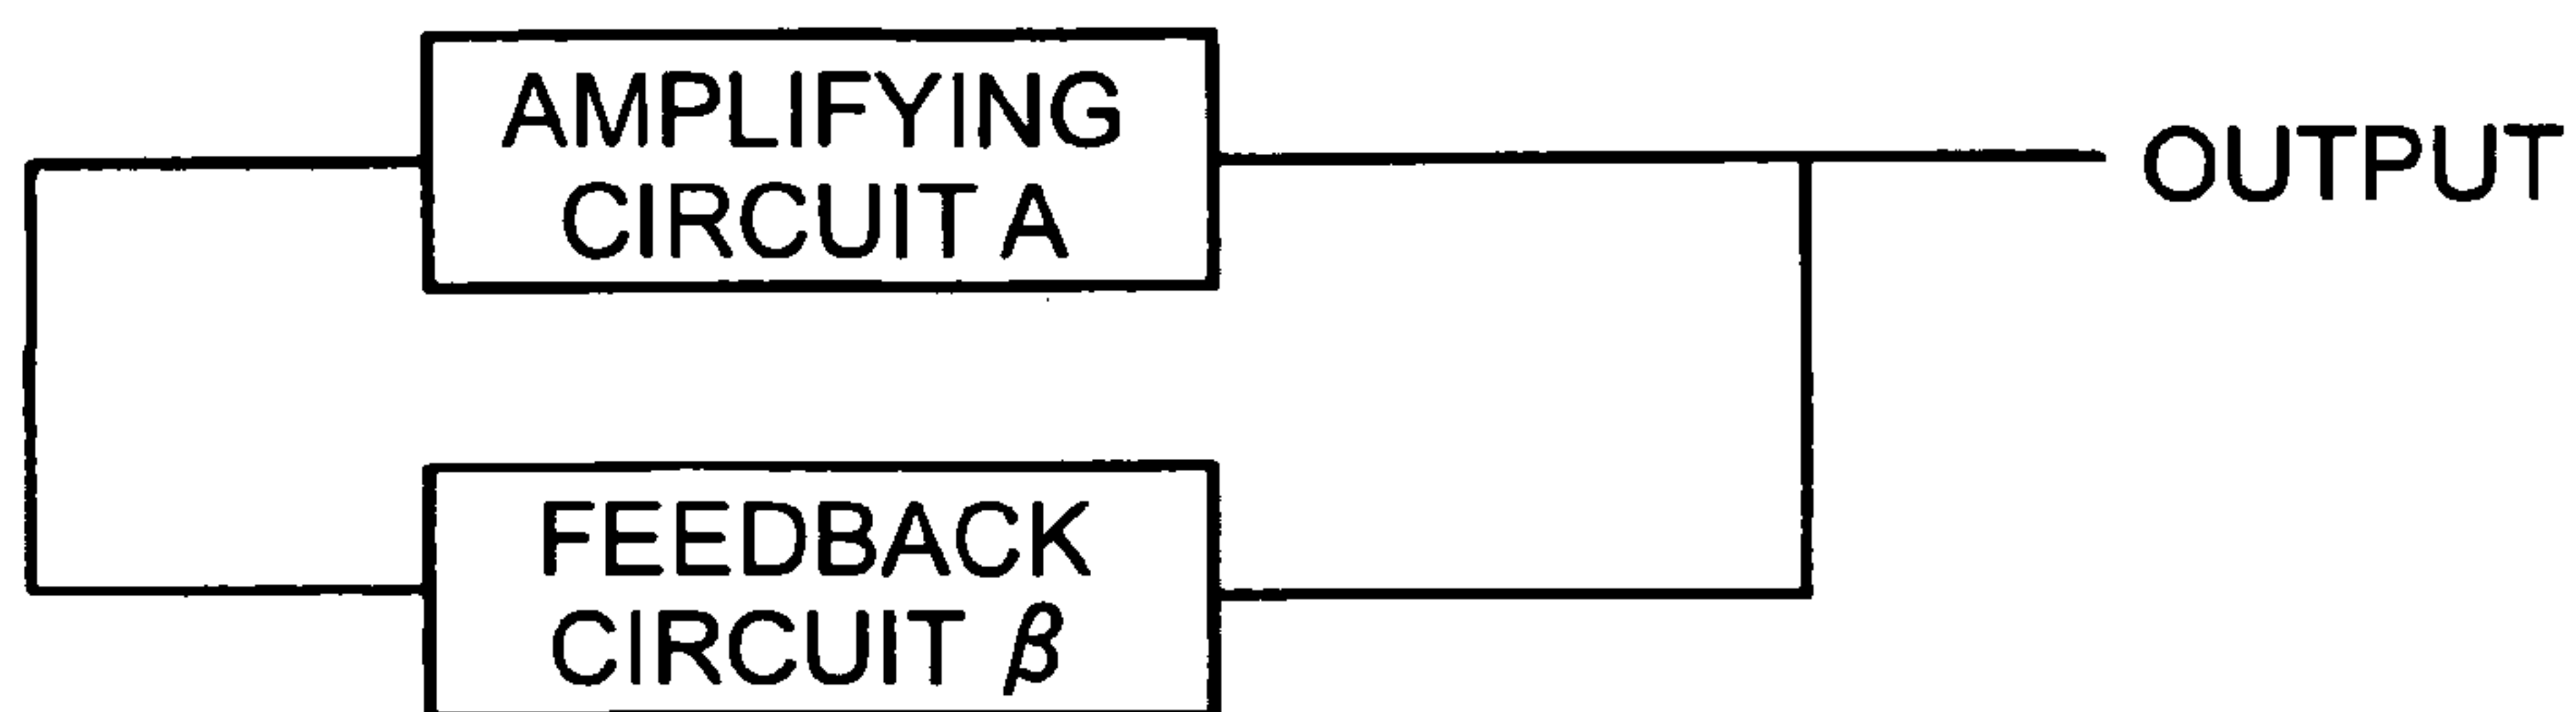 AMPLIFYING
CIRCUIT A
OUTPUT
FEEDBACK
CIRCUIT β